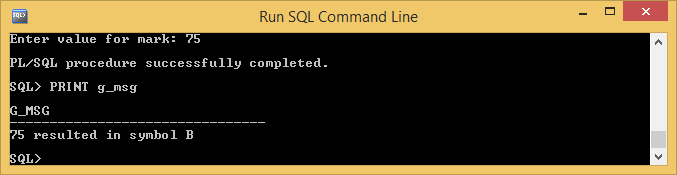 Run SQL Command Line
Enter value for mark: 75
PL/SQL procedure successfully completed.
SQL> PRINT g_msg
G_MSG
--------------------------------
75 resulted in symbol B
SQL>